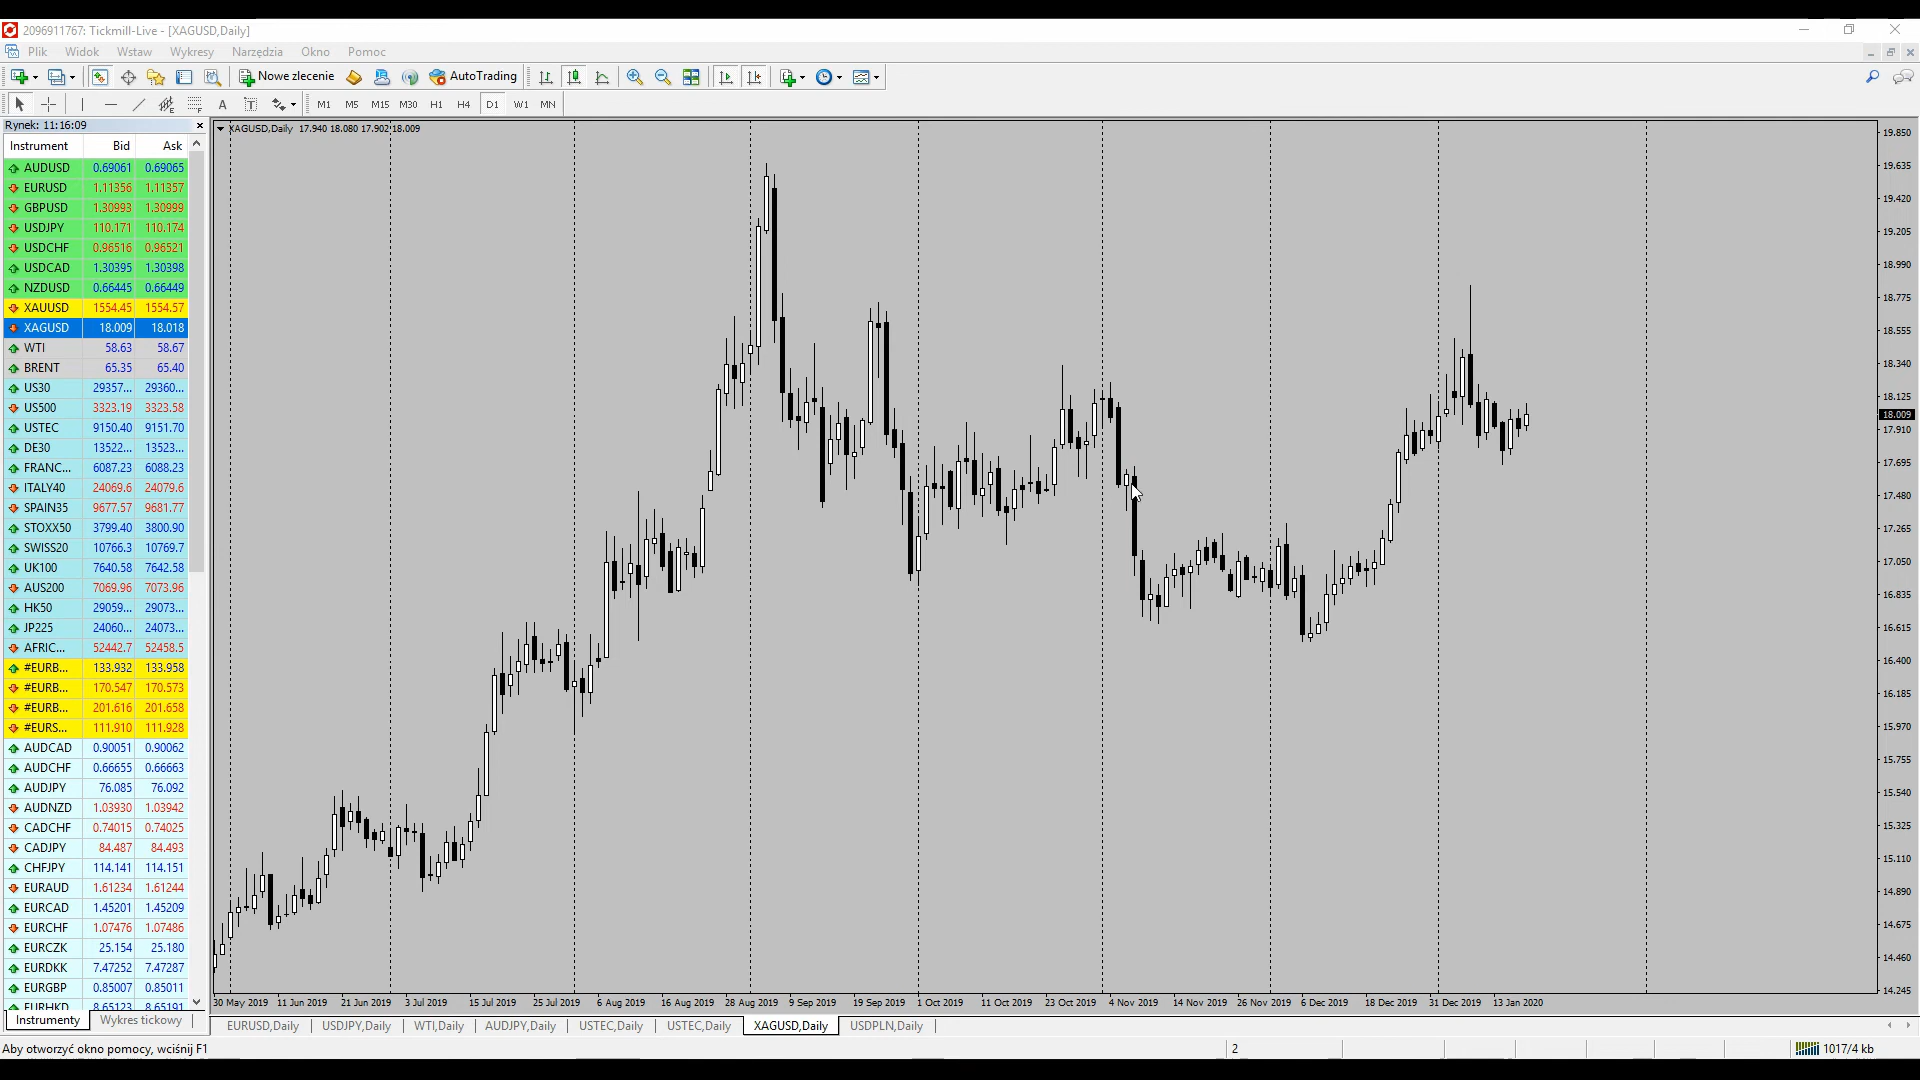 2096911767: Tickmill-Live - [XAGUSD,Daily]
Plik Widok Wstaw Wykresy Narzędzia Okno Pomoc
Nowe zlecenie AutoTrading
A T M1 M5 M15 M30 H1 H4 D1 W1 MN
Rynek: 11:16:09
Instrument Bid Ask
AUDUSD 0.69061 0.69065
EURUSD 1.11356 1.11357
GBPUSD 1.30993 1.30999
USDJPY 110.171 110.174
USDCHF 0.96516 0.96521
USDCAD 1.30395 1.30398
NZDUSD 0.66445 0.66449
XAUUSD 1554.45 1554.57
XAGUSD 18.009 18.018
WTI 58.63 58.67
BRENT 65.35 65.40
US30 29357... 29360...
US500 3323.19 3323.58
USTEC 9150.40 9151.70
DE30 13522... 13523...
FRANC... 6087.23 6088.23
ITALY40 24069.6 24079.6
SPAIN35 9677.57 9681.77
STOXX50 3799.40 3800.90
SWISS20 10766.3 10769.7
UK100 7640.58 7642.58
AUS200 7069.96 7073.96
HK50 29059... 29073...
JP225 24060... 24073...
AFRIC... 52442.7 52458.5
#EURB... 133.932 133.958
#EURB... 170.547 170.573
#EURB... 201.616 201.658
#EURS... 111.910 111.928
AUDCAD 0.90051 0.90062
AUDCHF 0.66655 0.66663
AUDJPY 76.085 76.092
AUDNZD 1.03930 1.03942
CADCHF 0.74015 0.74025
CADJPY 84.487 84.493
CHFJPY 114.141 114.151
EURAUD 1.61234 1.61244
EURCAD 1.45201 1.45209
EURCHF 1.07476 1.07486
EURCZK 25.154 25.180
EURDKK 7.47252 7.47287
EURGBP 0.85007 0.85011
EURHKD 8.65123 8.65191
Instrumenty Wykres tickowy
XAGUSD,Daily 17.940 18.080 17.902 18.009
19.850
19.635
19.420
19.205
18.990
18.775
18.555
18.340
18.125
18.009
17.910
17.695
17.480
17.265
17.050
16.835
16.615
16.400
16.185
15.970
15.755
15.540
15.325
15.110
14.890
14.675
14.460
14.245
30 May 2019 11 Jun 2019 21 Jun 2019 3 Jul 2019 15 Jul 2019 25 Jul 2019 6 Aug 2019 16 Aug 2019 28 Aug 2019 9 Sep 2019 19 Sep 2019 1 Oct 2019 11 Oct 2019 23 Oct 2019 4 Nov 2019 14 Nov 2019 26 Nov 2019 6 Dec 2019 18 Dec 2019 31 Dec 2019 13 Jan 2020
EURUSD,Daily USDJPY,Daily WTI,Daily AUDJPY,Daily USTEC,Daily USTEC,Daily XAGUSD,Daily USDPLN,Daily
Aby otworzyć okno pomocy, wciśnij F1 2 1017/4 kb